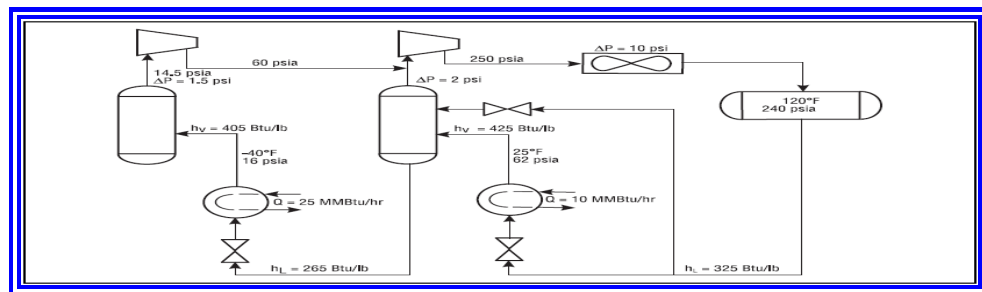 14.5 psia
ΔP = 1.5 psi
60 psia
ΔP = 2 psi
250 psia
ΔP = 10 psi
120°F
240 psia
hV = 405 Btu/lb
–40°F
16 psia
Q = 25 MMBtu/hr
hL = 265 Btu/lb
hV = 425 Btu/lb
25°F
62 psia
Q = 10 MMBtu/hr
hL = 325 Btu/lb